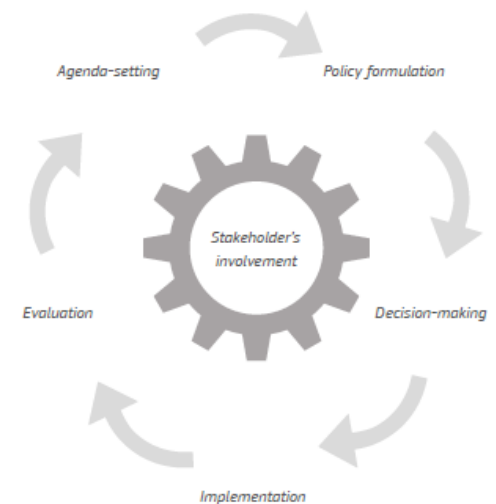 Agenda-setting
Policy formulation
Stakeholder's
involvement
Evaluation
Decision-making
Implementation